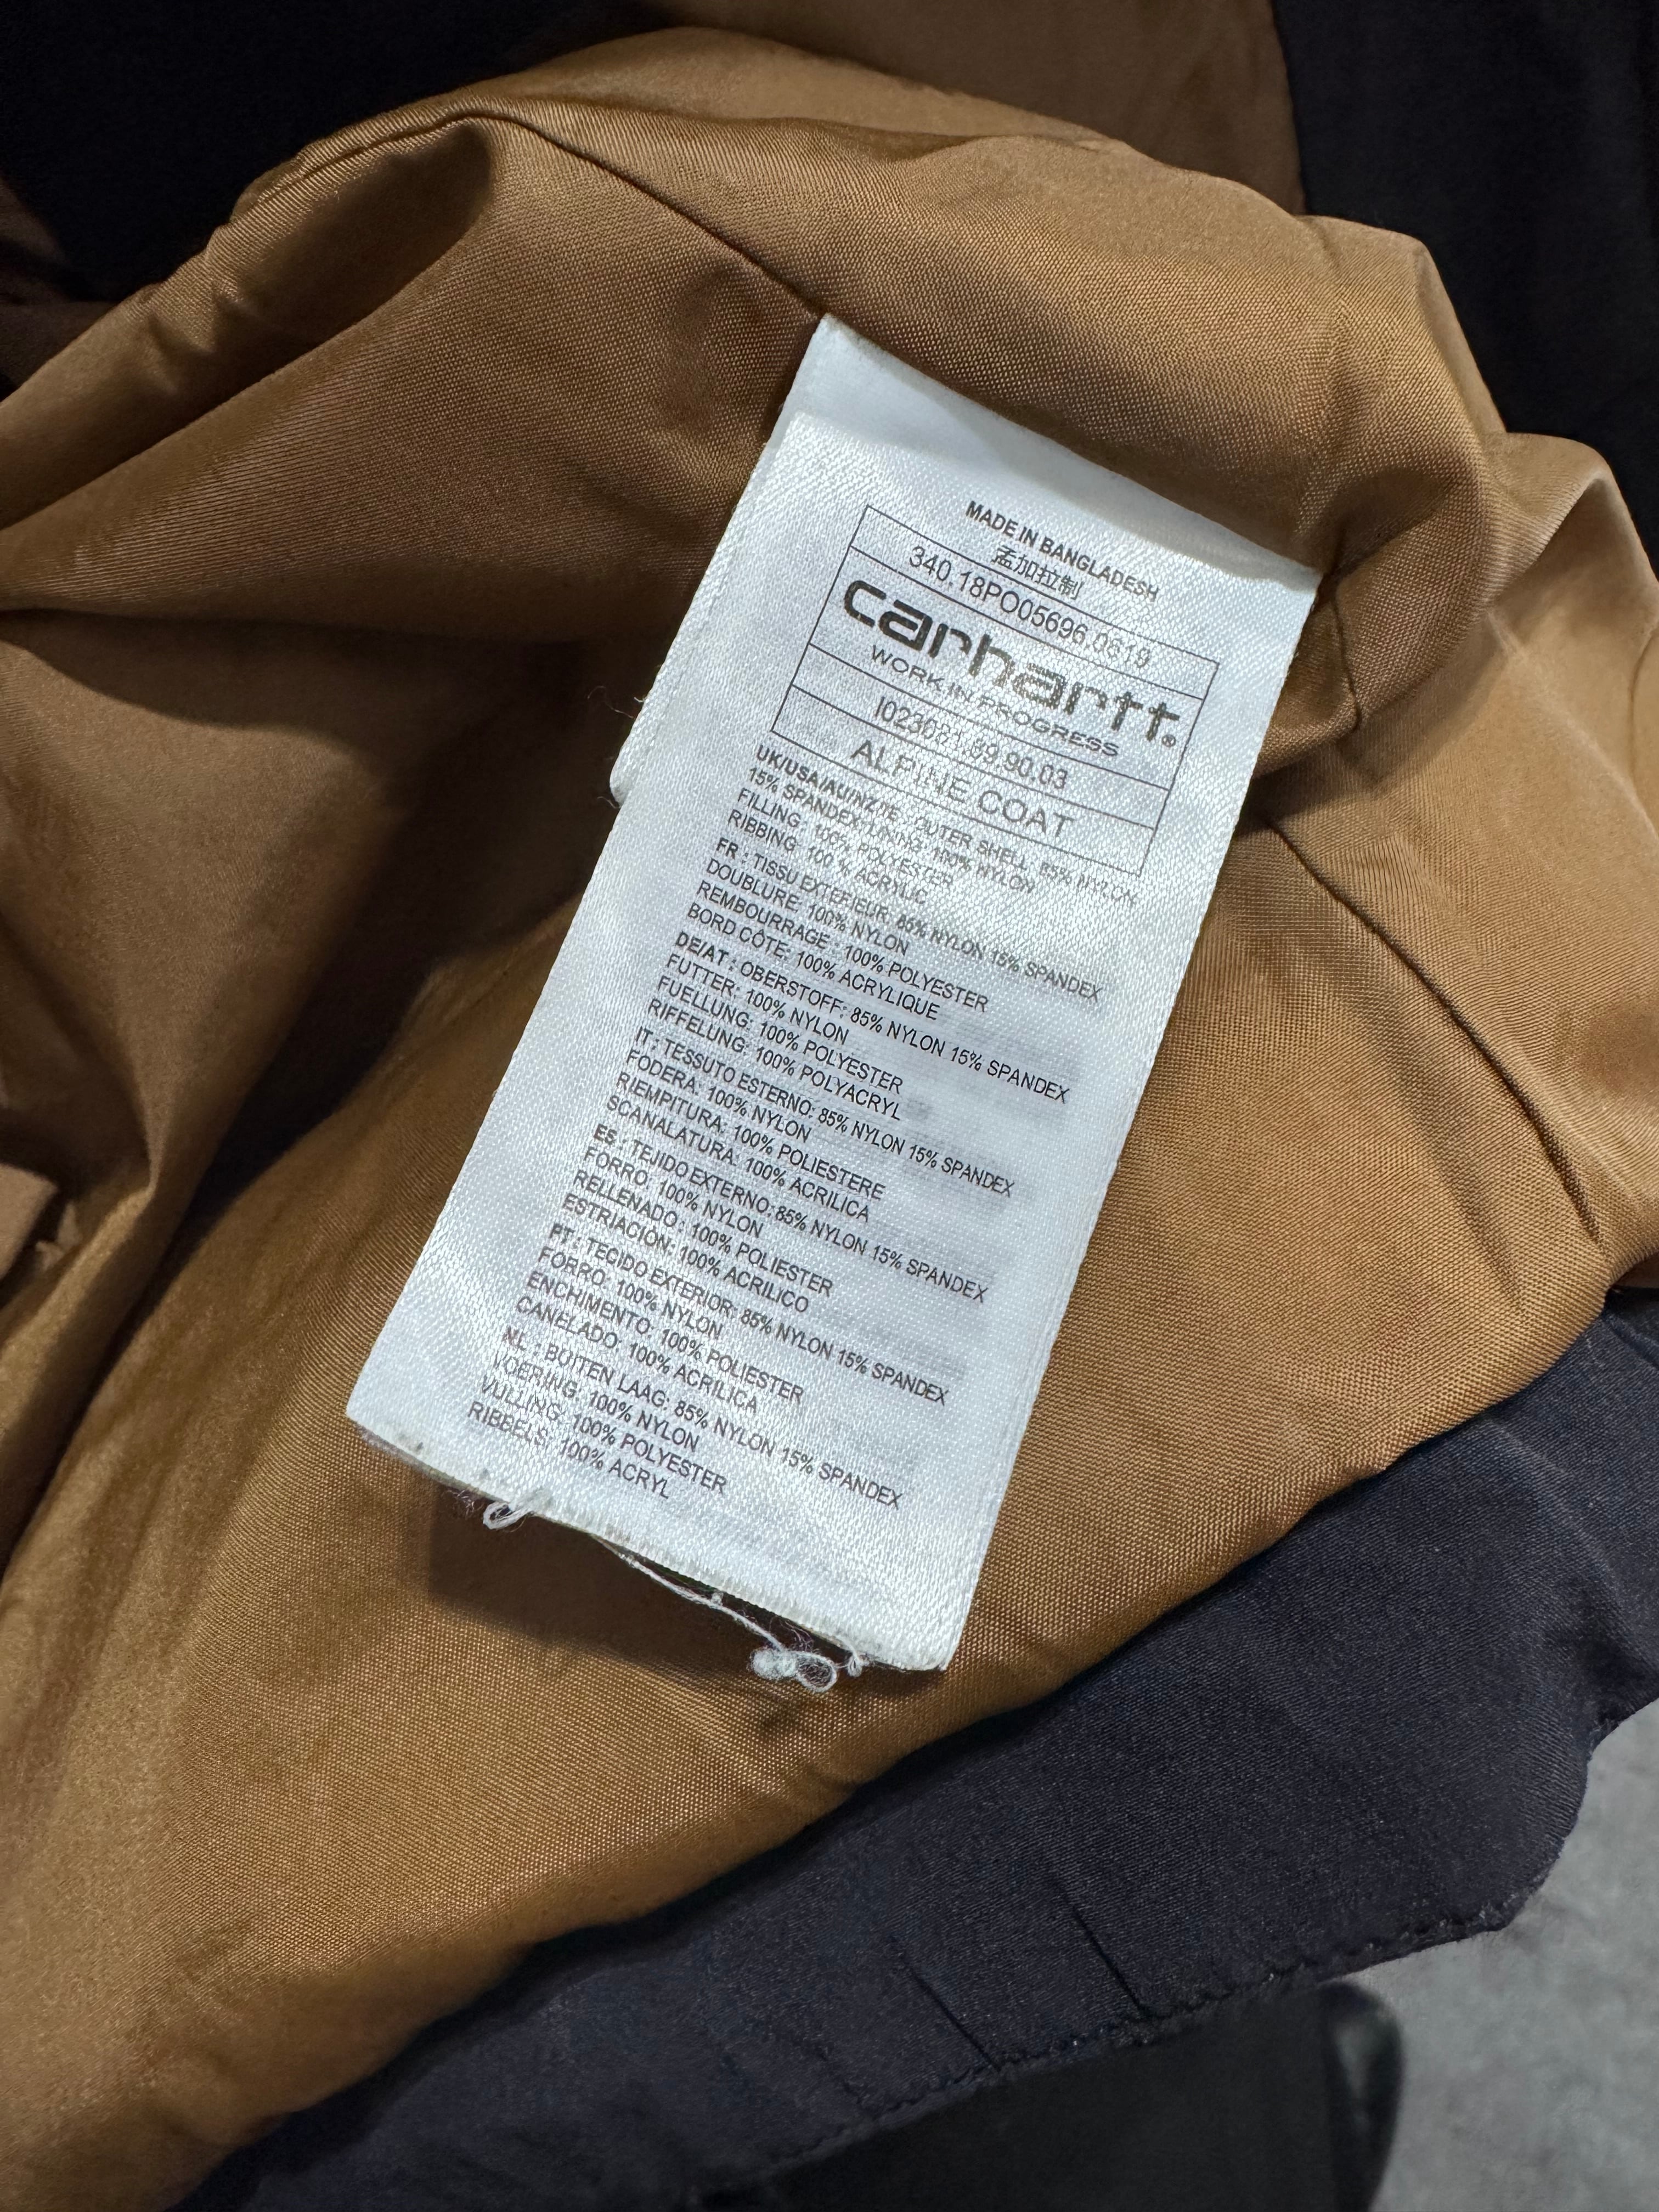 MADE IN BANGLADESH
孟加拉制
340.18PO05696.0619
carhartt®
WORK IN PROGRESS
I023081.89.90.03
ALPINE COAT
UK/USA/AU/NZ/IE : OUTER SHELL: 85% NYLON,
15% SPANDEX LINING: 100% NYLON
FILLING: 100% POLYESTER
RIBBING: 100 % ACRYLIC
FR : TISSU EXTEFIEUR: 85% NYLON 15% SPANDEX
DOUBLURE: 100% NYLON
REMBOURRAGE : 100% POLYESTER
BORD CÔTE: 100% ACRYLIQUE
DE/AT : OBERSTOFF: 85% NYLON 15% SPANDEX
FUTTER: 100% NYLON
FUELLUNG: 100% POLYESTER
RIFFELUNG: 100% POLYACRYL
IT : TESSUTO ESTERNO: 85% NYLON 15% SPANDEX
FODERA: 100% NYLON
RIEMPITURA: 100% POLIESTERE
SCANALATURA: 100% ACRILICA
ES : TEJIDO EXTERNO: 85% NYLON 15% SPANDEX
FORRO: 100% NYLON
RELLENADO : 100% POLIESTER
ESTRIACIÓN: 100% ACRILICO
PT : TECIDO EXTERIOR: 85% NYLON 15% SPANDEX
FORRO: 100% NYLON
ENCHIMENTO: 100% POLIESTER
CANELADO: 100% ACRILICA
NL : BUITEN LAAG: 85% NYLON 15% SPANDEX
VOERING: 100% NYLON
VULLING: 100% POLYESTER
RIBBELS: 100% ACRYL